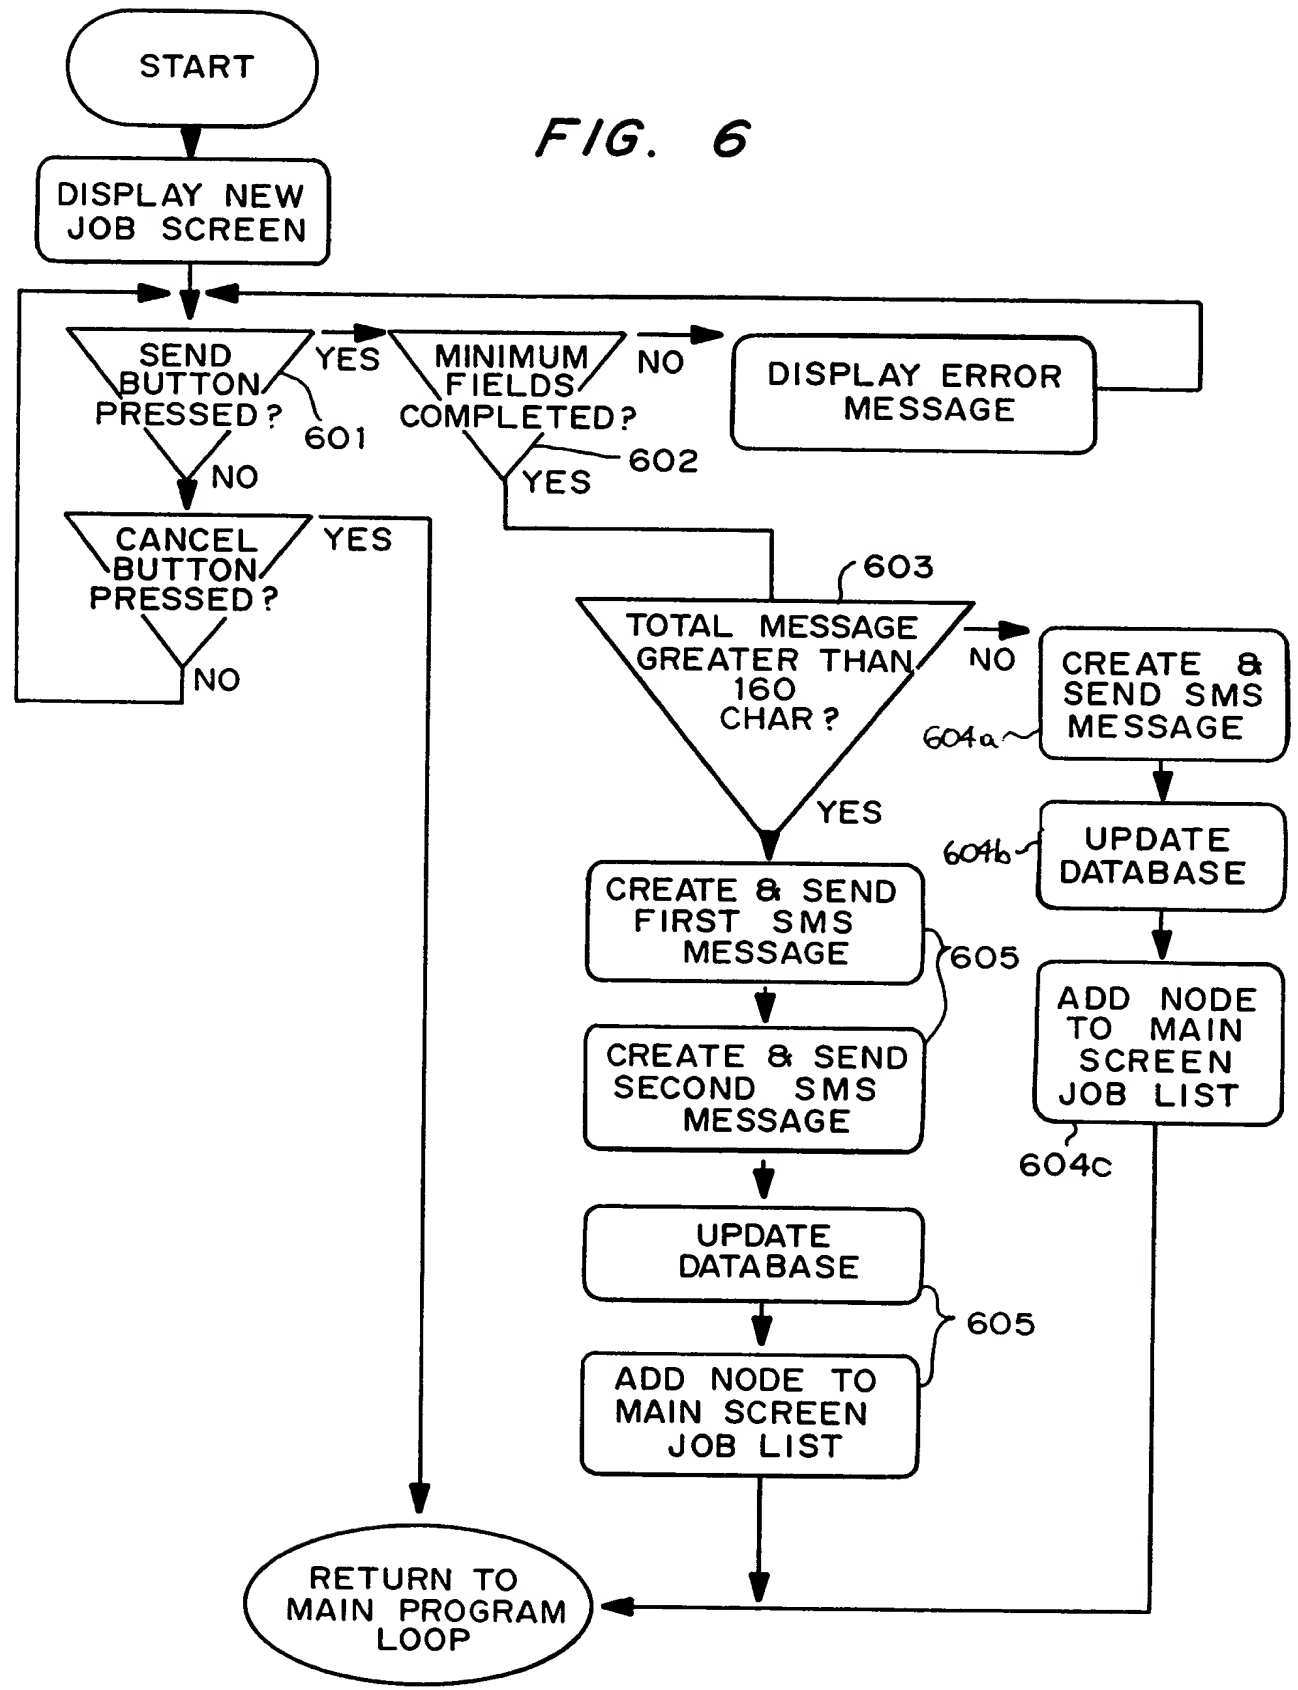 START
FIG. 6
DISPLAY NEW
JOB SCREEN
SEND
BUTTON
PRESSED?
YES
601
NO
MINIMUM
FIELDS
COMPLETED?
NO
602
YES
DISPLAY ERROR
MESSAGE
CANCEL
BUTTON
PRESSED?
YES
NO
603
TOTAL MESSAGE
GREATER THAN
160
CHAR?
NO
YES
CREATE &
SEND SMS
MESSAGE
604a
UPDATE
DATABASE
604b
ADD NODE
TO MAIN
SCREEN
JOB LIST
604c
CREATE & SEND
FIRST SMS
MESSAGE
605
CREATE & SEND
SECOND SMS
MESSAGE
UPDATE
DATABASE
605
ADD NODE TO
MAIN SCREEN
JOB LIST
RETURN TO
MAIN PROGRAM
LOOP